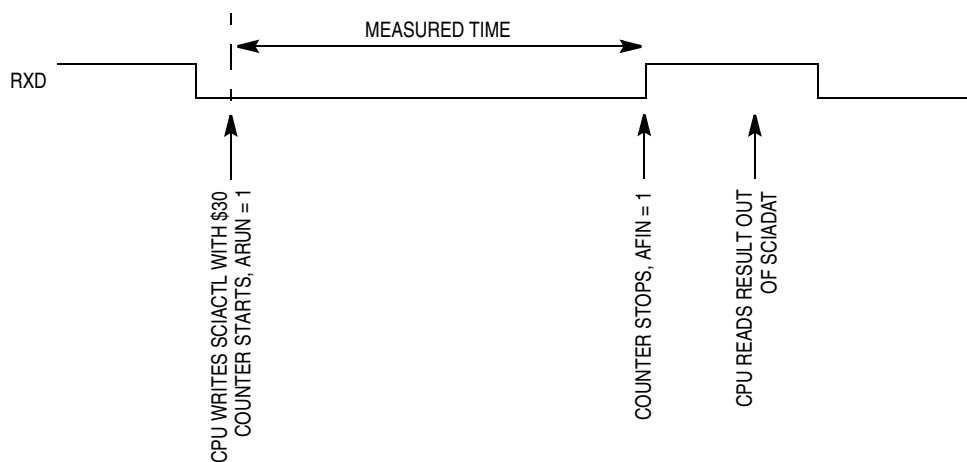 MEASURED TIME
RXD
CPU WRITES SCIACTL WITH $30
COUNTER STARTS, ARUN = 1
COUNTER STOPS, AFIN = 1
CPU READS RESULT OUT
OF SCIADAT